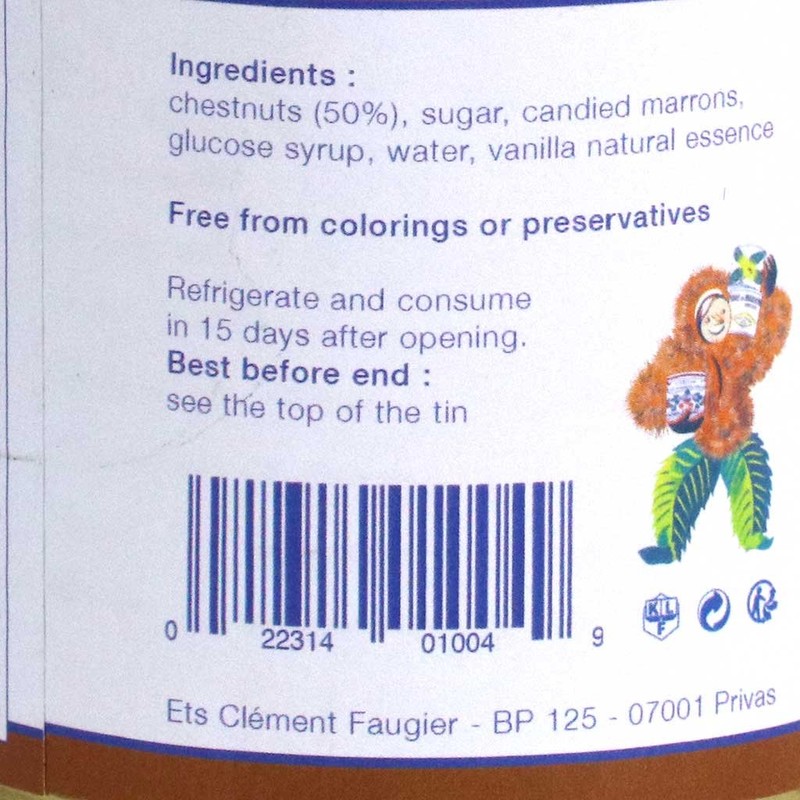 Ingredients :
chestnuts (50%), sugar, candied marrons,
glucose syrup, water, vanilla natural essence
Free from colorings or preservatives
Refrigerate and consume
in 15 days after opening.
Best before end :
see the top of the tin
0 22314 01004 9
KLF
Ets Clément Faugier - BP 125 - 07001 Privas